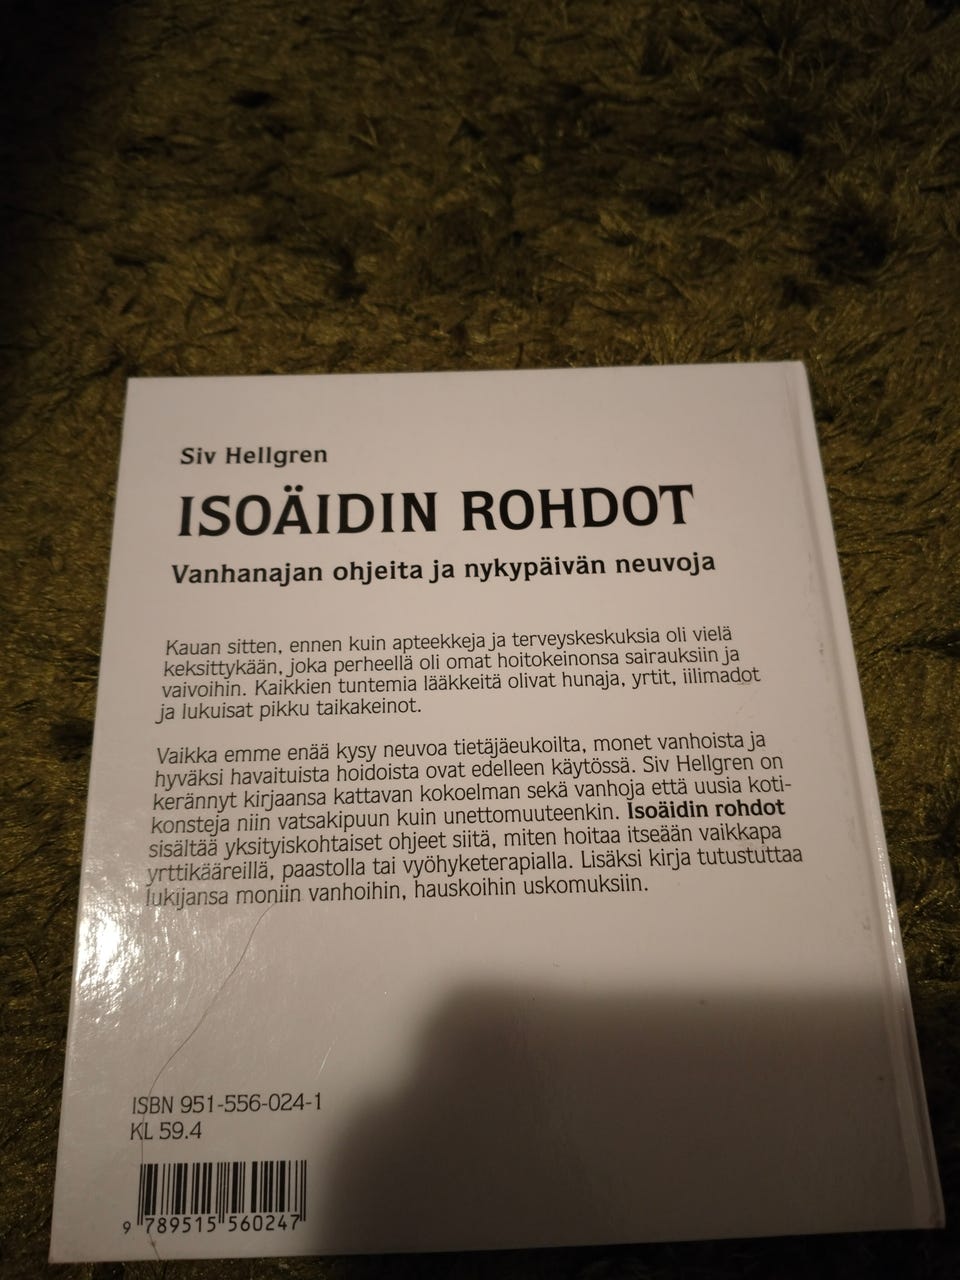 Siv Hellgren
ISOÄIDIN ROHDOT
Vanhanajan ohjeita ja nykypäivän neuvoja
Kauan sitten, ennen kuin apteekkeja ja terveyskeskuksia oli vielä
keksittykään, joka perheellä oli omat hoitokeinonsa sairauksiin ja
vaivoihin. Kaikkien tuntemia lääkkeitä olivat hunaja, yrtit, iilimadot
ja lukuisat pikku taikakeinot.
Vaikka emme enää kysy neuvoa tietäjäeukoilta, monet vanhoista ja
hyväksi havaituista hoidoista ovat edelleen käytössä. Siv Hellgren on
kerännyt kirjaansa kattavan kokoelman sekä vanhoja että uusia koti-
konsteja niin vatsakipuun kuin unettomuuteenkin. Isoäidin rohdot
sisältää yksityiskohtaiset ohjeet siitä, miten hoitaa itseään vaikkapa
yrttikääreillä, paastolla tai vyöhyketerapialla. Lisäksi kirja tutustuttaa
lukijansa moniin vanhoihin, hauskoihin uskomuksiin.
ISBN 951-556-024-1
KL 59.4
9 789515 560247